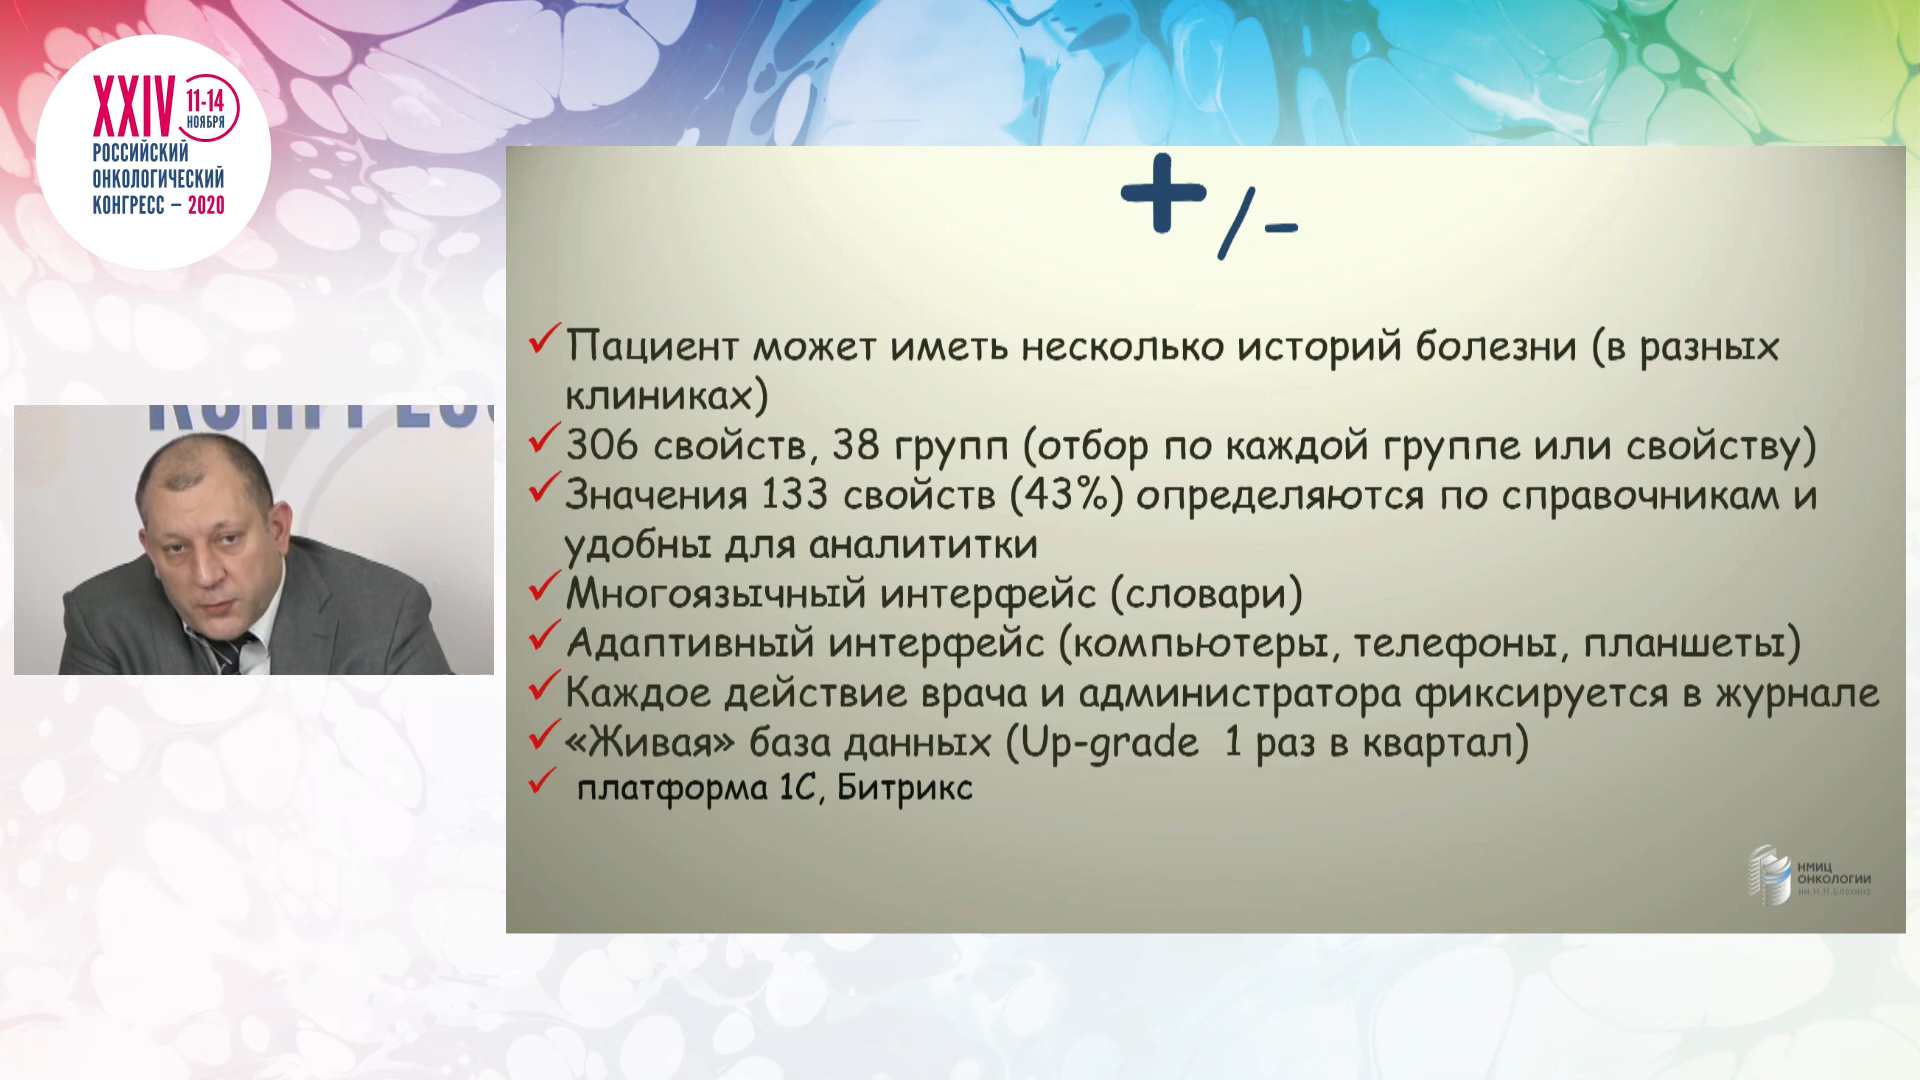 XXIV
11-14
НОЯБРЯ
РОССИЙСКИЙ
ОНКОЛОГИЧЕСКИЙ
КОНГРЕСС – 2020
+/-
Пациент может иметь несколько историй болезни (в разных
клиниках)
306 свойств, 38 групп (отбор по каждой группе или свойству)
Значения 133 свойств (43%) определяются по справочникам и
удобны для аналититки
Многоязычный интерфейс (словари)
Адаптивный интерфейс (компьютеры, телефоны, планшеты)
Каждое действие врача и администратора фиксируется в журнале
«Живая» база данных (Up-grade 1 раз в квартал)
платформа 1С, Битрикс
НМИЦ
ОНКОЛОГИИ
им.Н.Н.Блохина